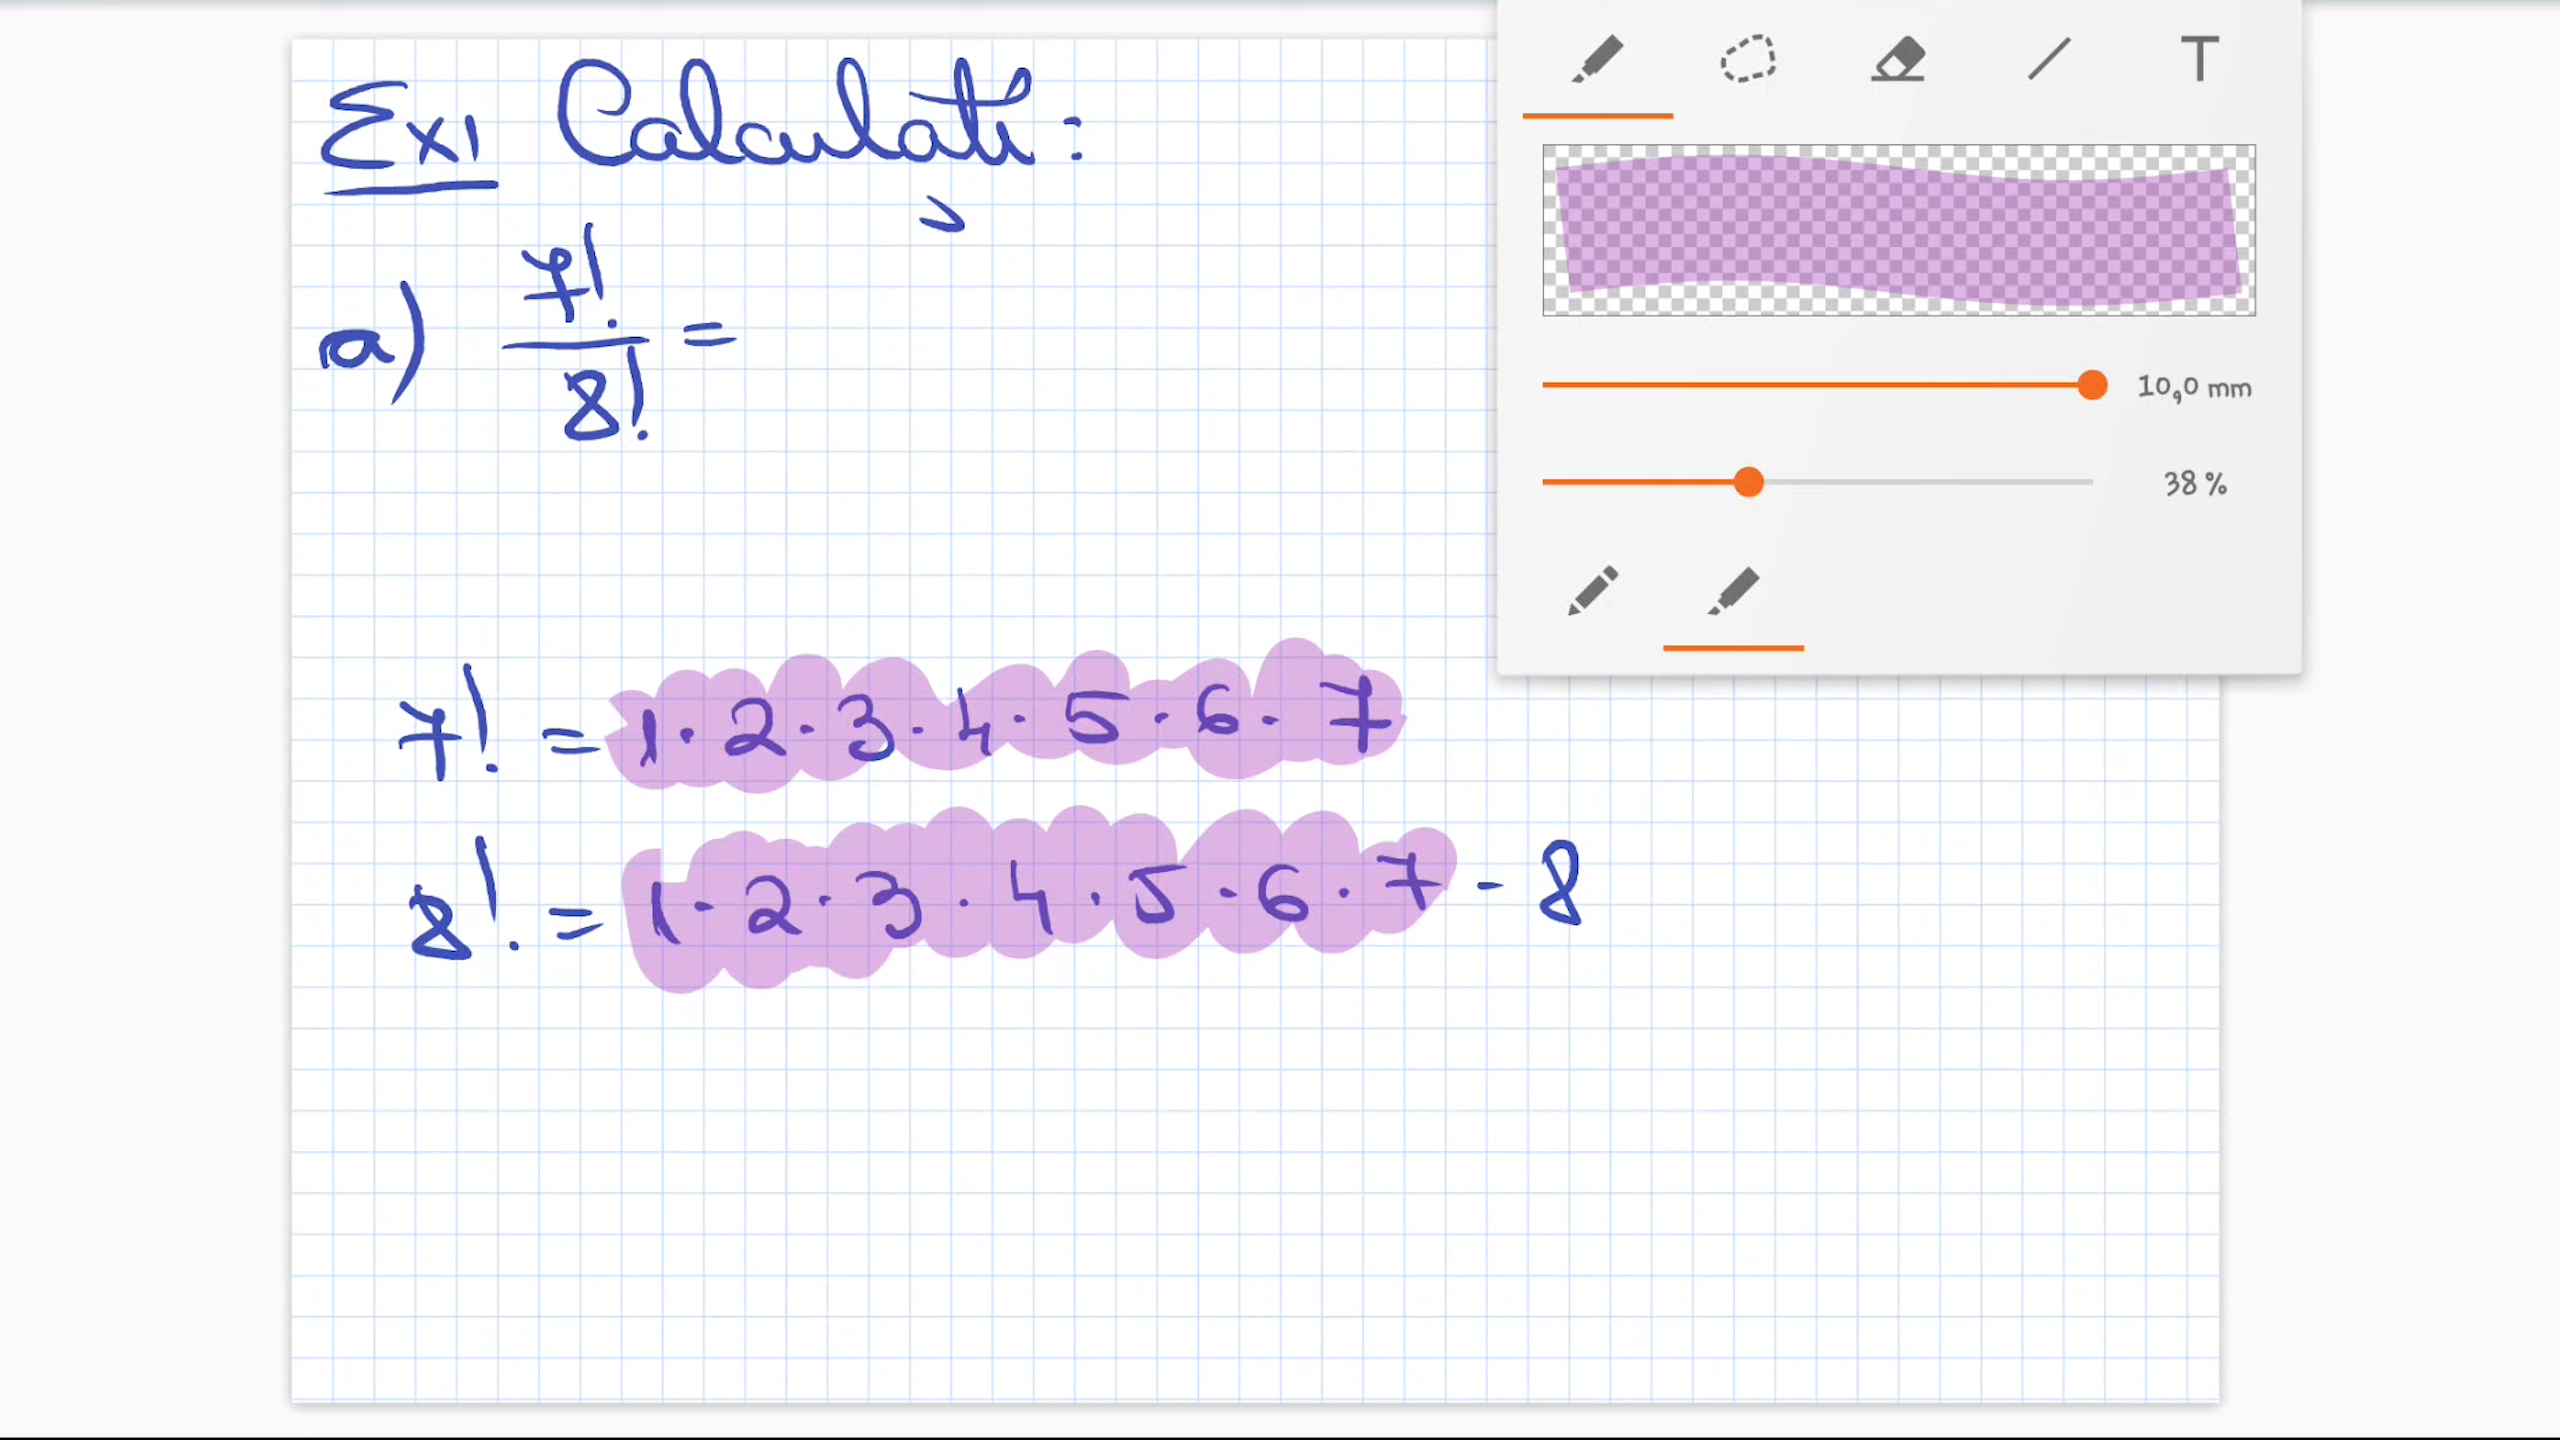 Ex1 Calculați:
a) 7!/8! =
7! = 1·2·3·4·5·6·7
8! = 1·2·3·4·5·6·7·8
T
10,0 mm
38 %